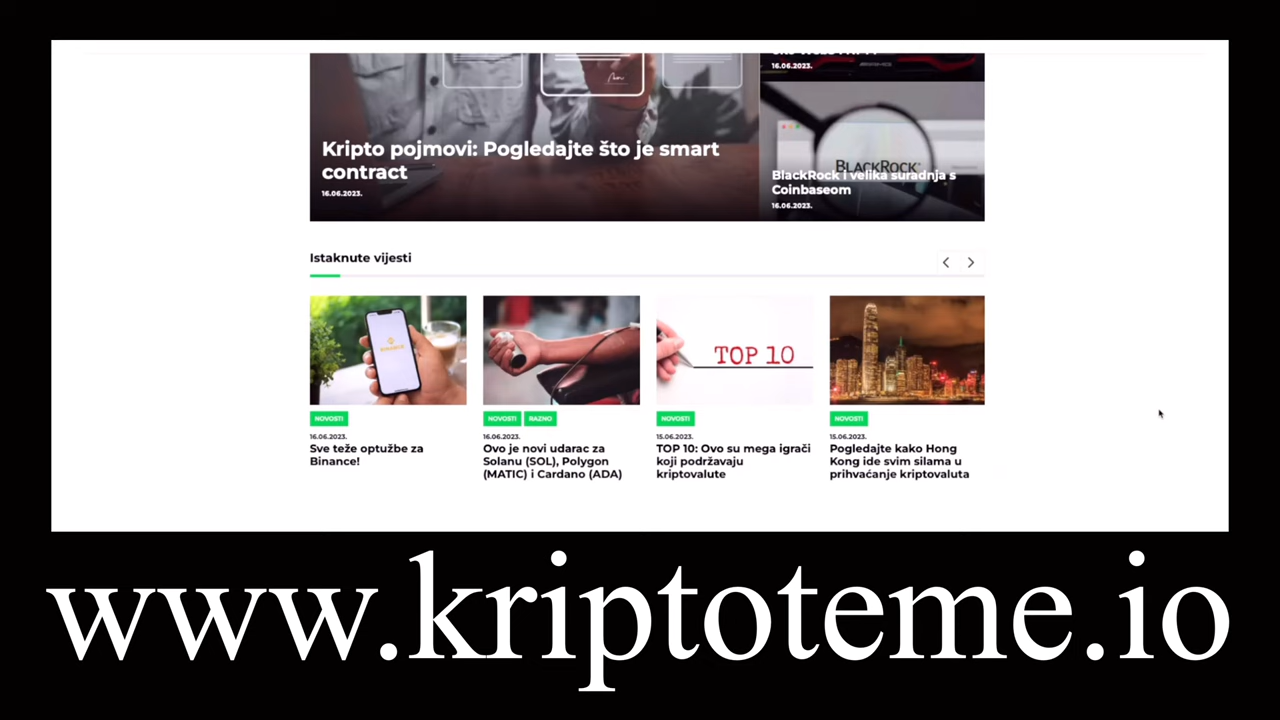 16.06.2023.
Kripto pojmovi: Pogledajte što je smart
contract
16.06.2023.
BLACKROCK
BlackRock i velika suradnja s
Coinbaseom
16.06.2023.
Istaknute vijesti
BINANCE
TOP 10
NOVOSTI
16.06.2023.
Sve teže optužbe za
Binance!
NOVOSTI RAZNO
16.06.2023.
Ovo je novi udarac za
Solanu (SOL), Polygon
(MATIC) i Cardano (ADA)
NOVOSTI
15.06.2023.
TOP 10: Ovo su mega igrači
koji podržavaju
kriptovalute
NOVOSTI
15.06.2023.
Pogledajte kako Hong
Kong ide svim silama u
prihvaćanje kriptovaluta
www.kriptoteme.io